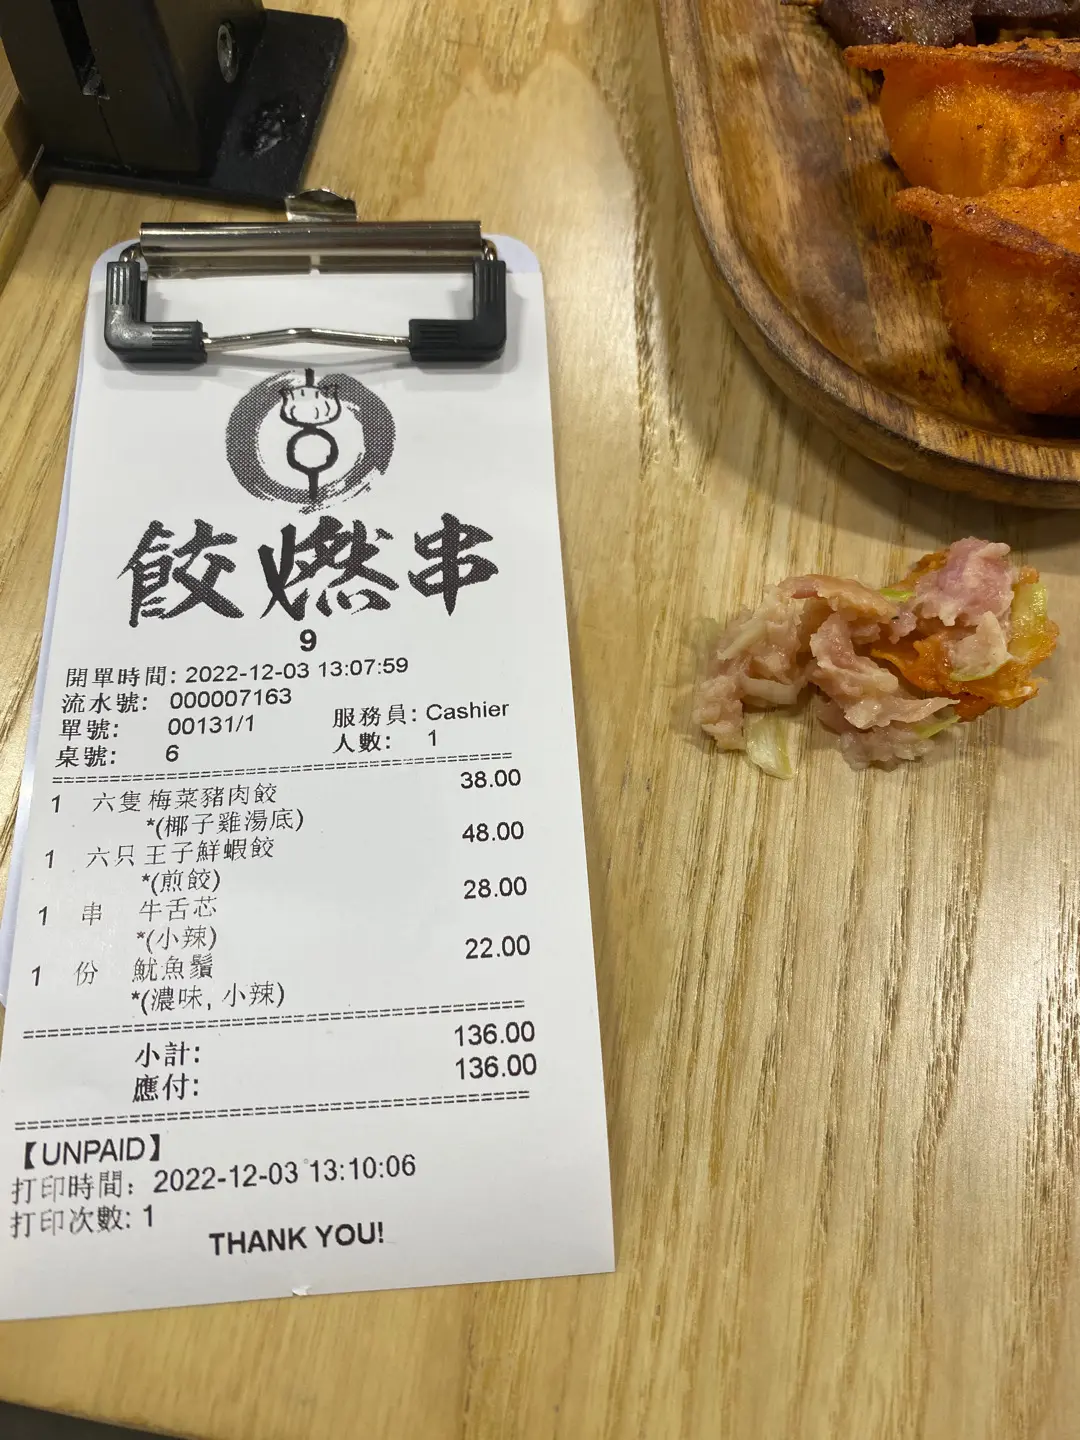 餃燃串
9
開單時間: 2022-12-03 13:07:59
流水號: 000007163
單號: 00131/1 服務員: Cashier
桌號: 6 人數: 1
1 六隻 梅菜豬肉餃 38.00
*(椰子雞湯底)
1 六只 王子鮮蝦餃 48.00
*(煎餃)
1 串 牛舌芯 28.00
*(小辣)
1 份 魷魚鬚 22.00
*(濃味, 小辣)
小計: 136.00
應付: 136.00
【UNPAID】
打印時間: 2022-12-03 13:10:06
打印次數: 1
THANK YOU!